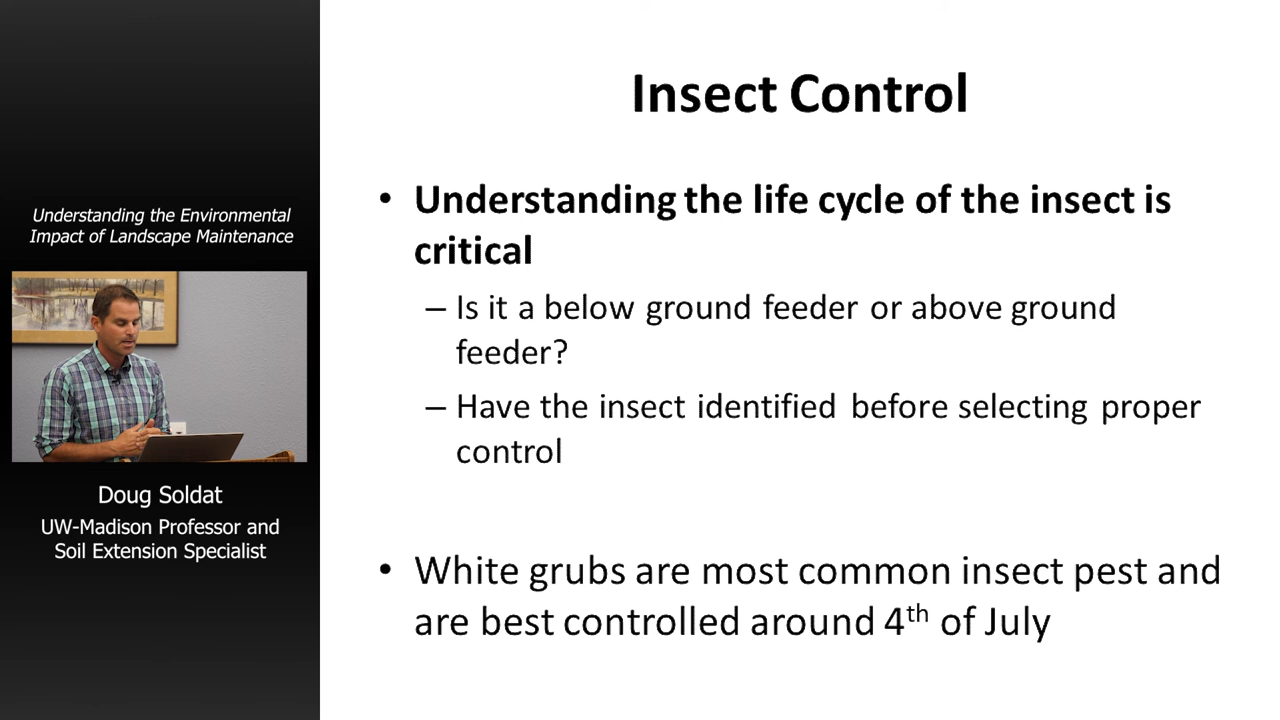 Understanding the Environmental
Impact of Landscape Maintenance
Doug Soldat
UW-Madison Professor and
Soil Extension Specialist
Insect Control
• Understanding the life cycle of the insect is
critical
– Is it a below ground feeder or above ground
feeder?
– Have the insect identified before selecting proper
control
• White grubs are most common insect pest and
are best controlled around 4th of July